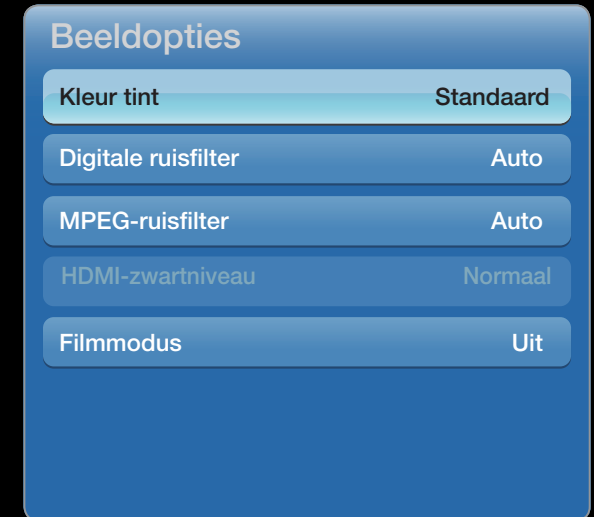 Beeldopties
Kleur tint Standaard
Digitale ruisfilter Auto
MPEG-ruisfilter Auto
HDMI-zwartniveau Normaal
Filmmodus Uit